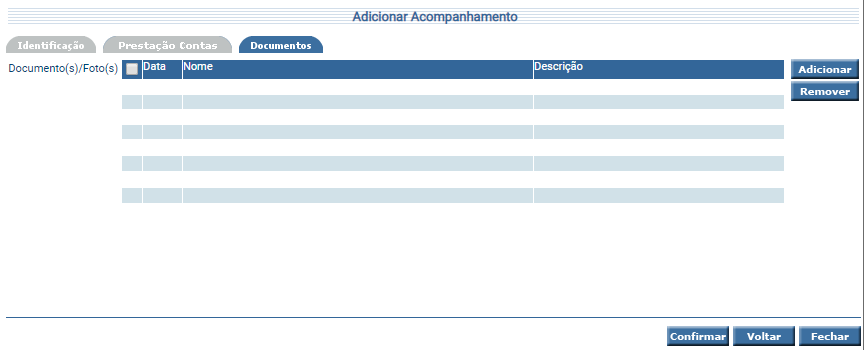 Adicionar Acompanhamento
Identificação Prestação Contas Documentos
Documento(s)/Foto(s) Data Nome Descrição Adicionar
Remover
Confirmar Voltar Fechar